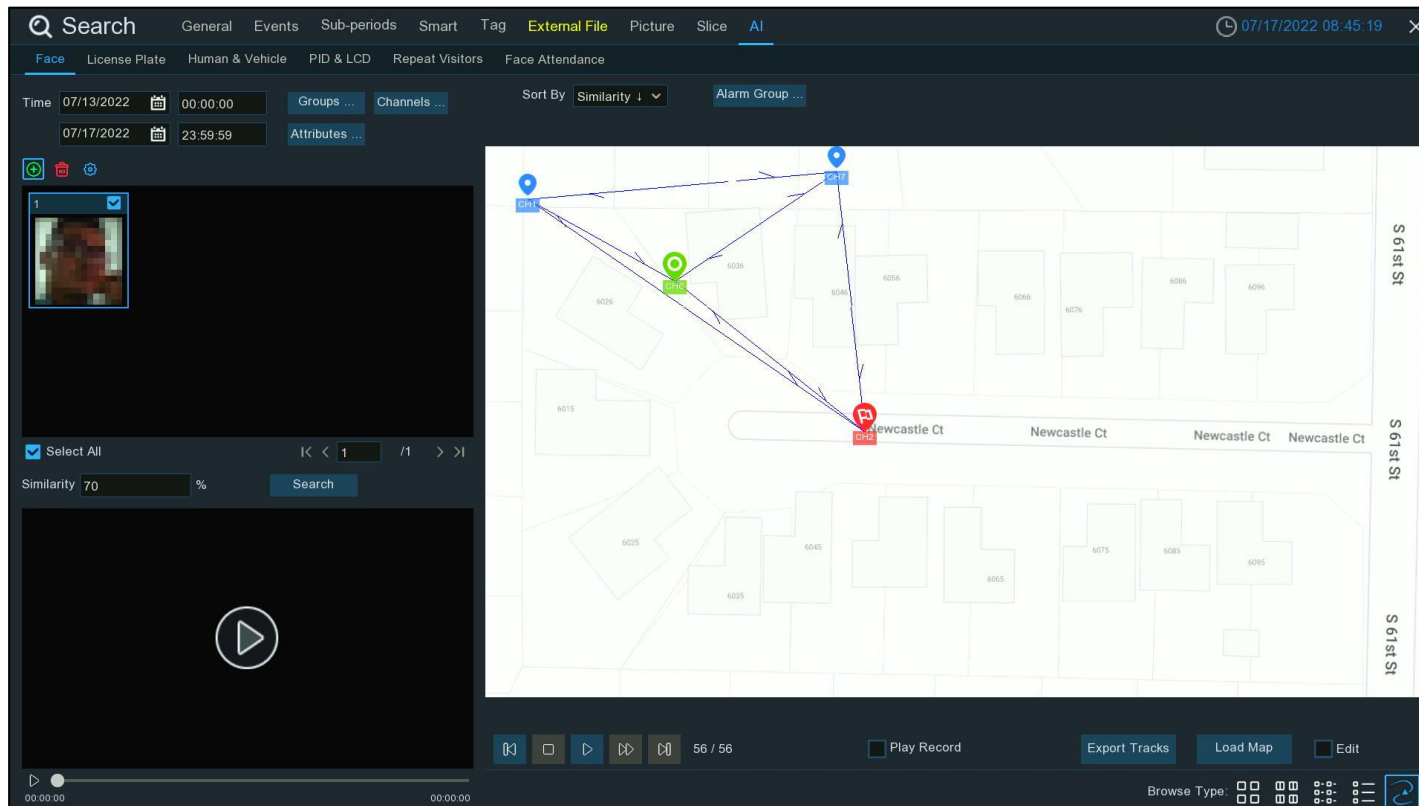 Search General Events Sub-periods Smart Tag External File Picture Slice AI 07/17/2022 08:45:19
Face License Plate Human & Vehicle PID & LCD Repeat Visitors Face Attendance
Time 07/13/2022 00:00:00 Groups ... Channels ... Sort By Similarity ↓ Alarm Group ...
07/17/2022 23:59:59 Attributes ...
1
CH7
CH1
CH6
6036
6026
6046
6056
6066
6076
6086
6096
S 61st St
6015
CH2
Newcastle Ct Newcastle Ct Newcastle Ct Newcastle Ct
S 61st St
Select All 1 /1
Similarity 70 % Search
6025
6045
6035
6065
6075
6085
6095
S 61st St
56 / 56 Play Record Export Tracks Load Map Edit
00:00:00 00:00:00
Browse Type: